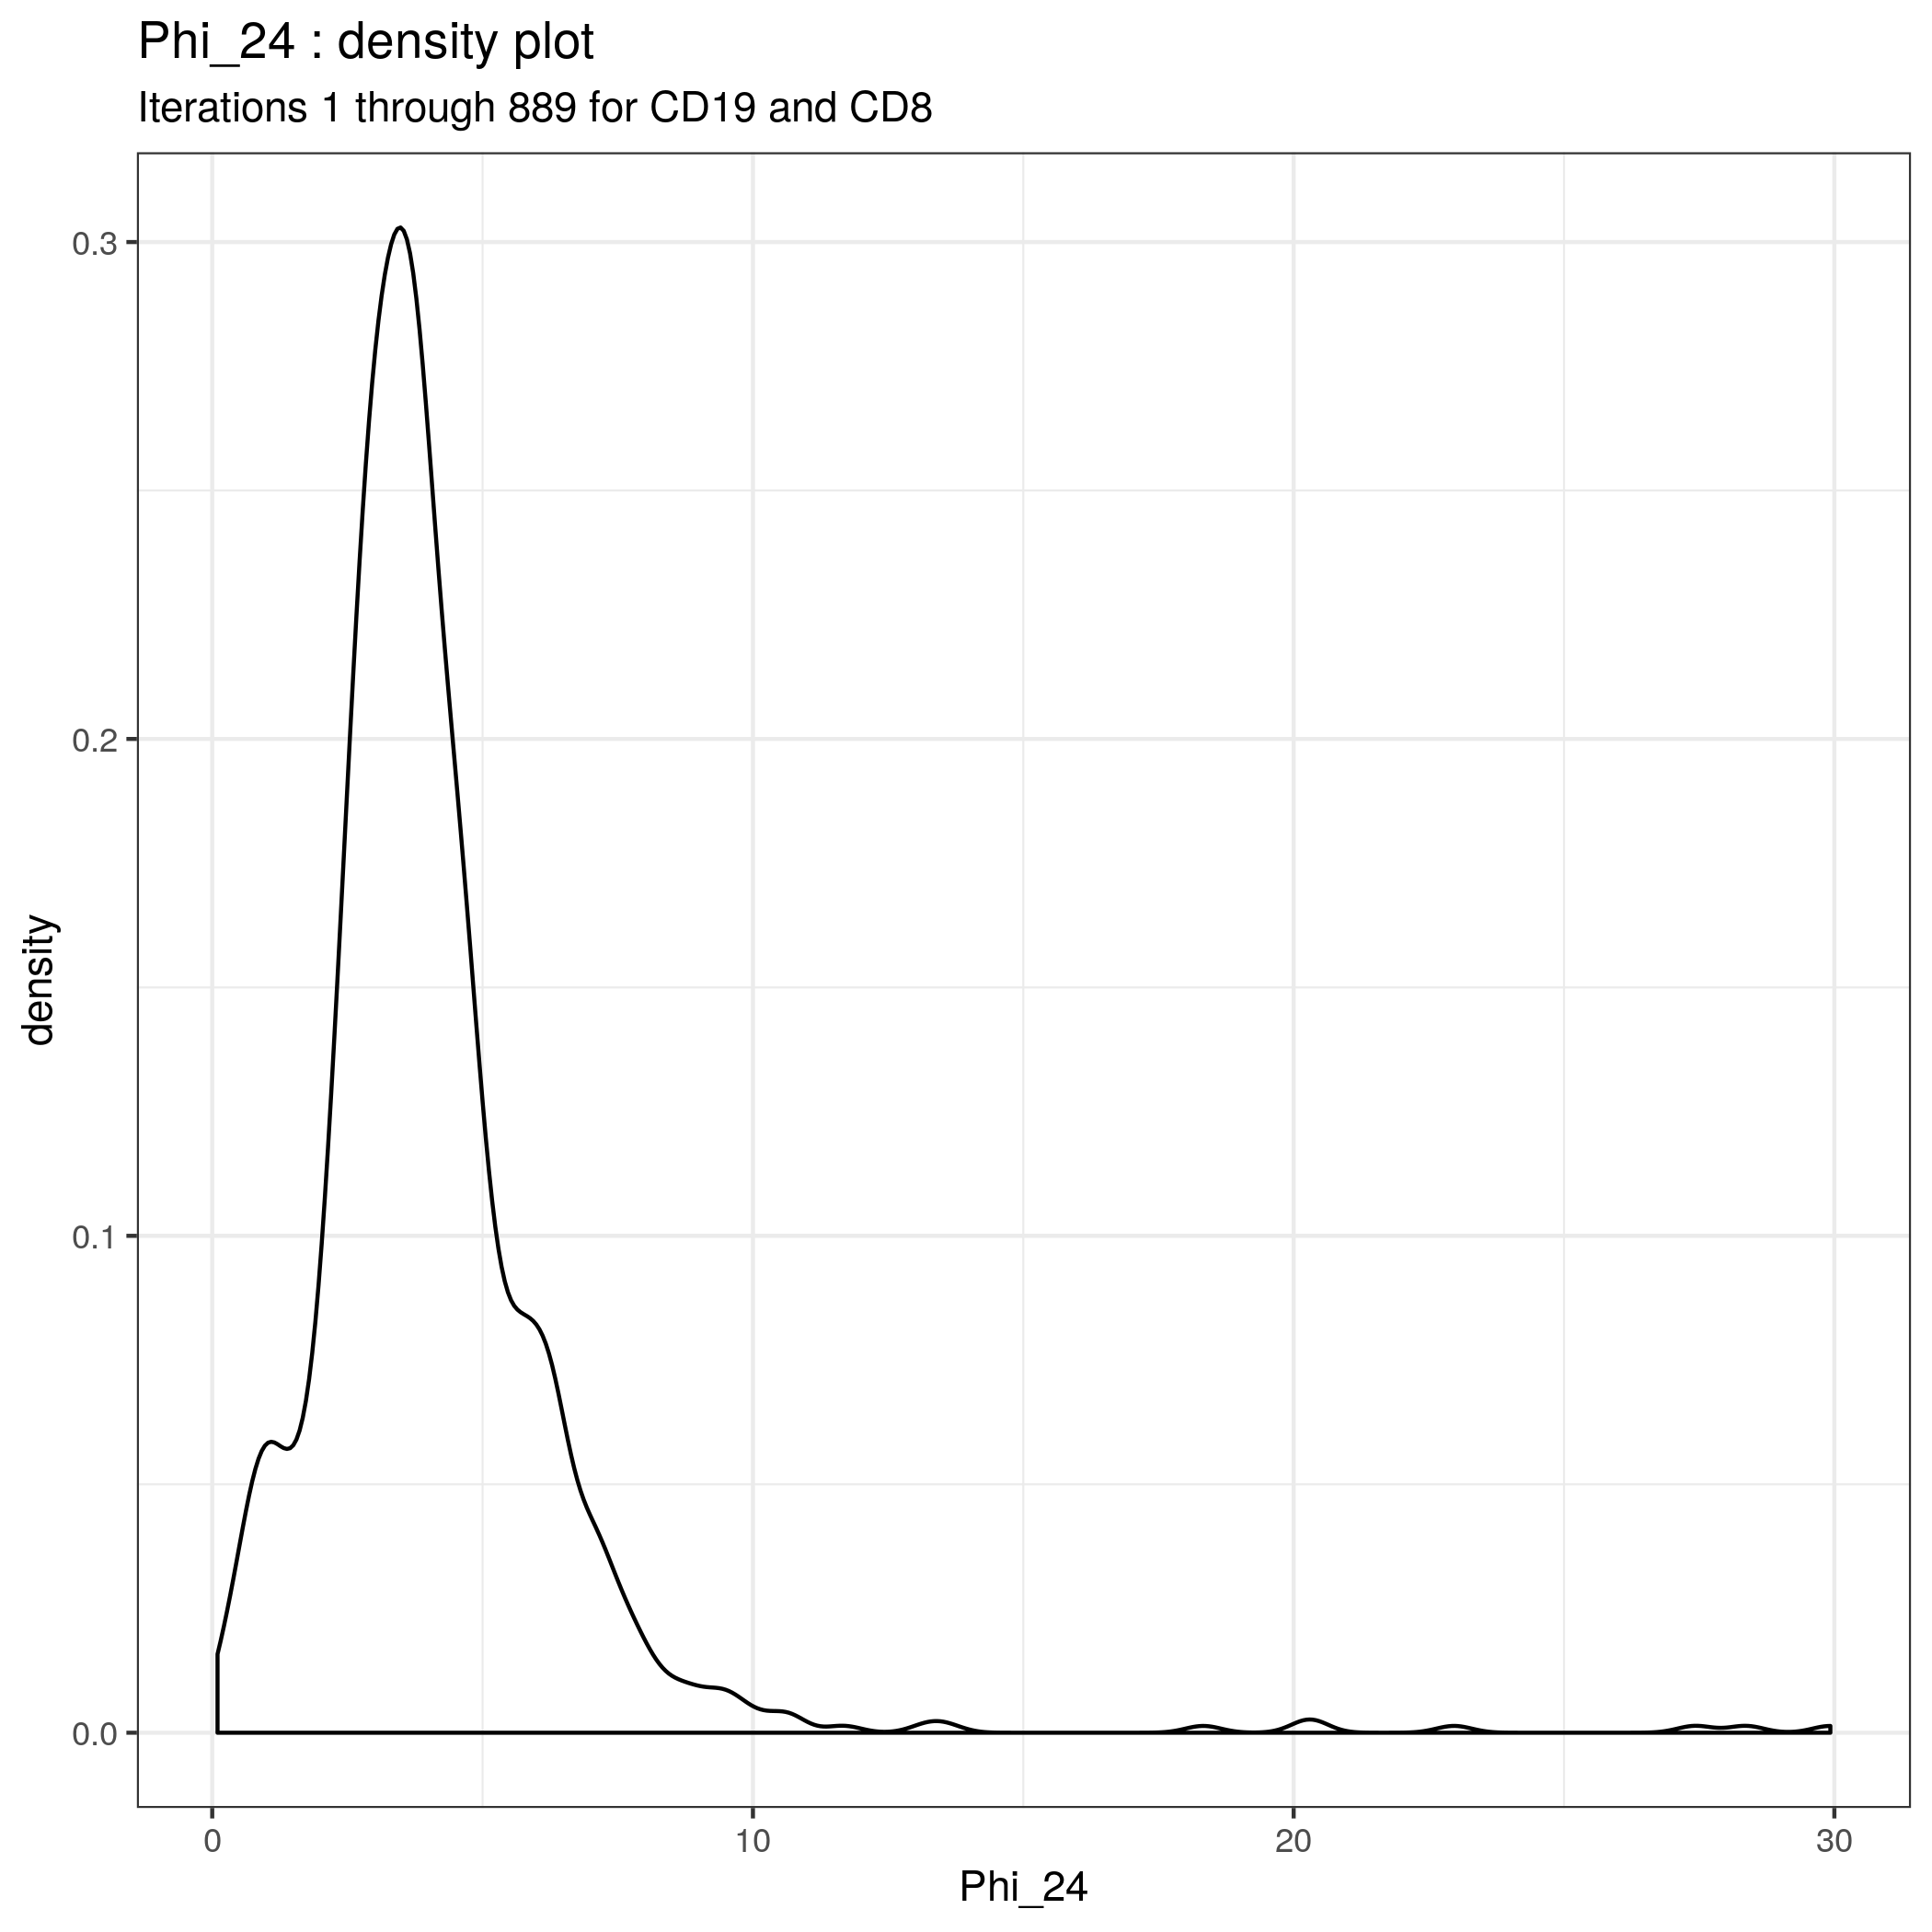 Phi_24 : density plot
Iterations 1 through 889 for CD19 and CD8
0.3
0.2
0.1
0.0
density
0 10 20 30
Phi_24